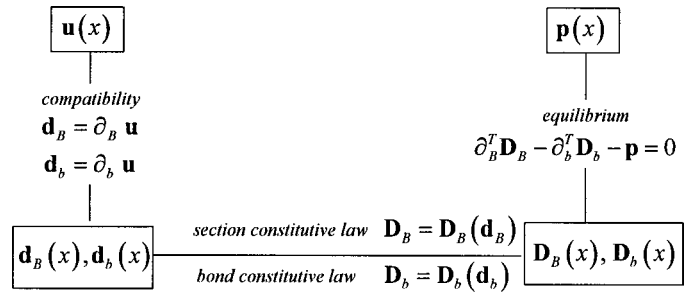 u(x)
p(x)
compatibility
d_B = ∂_B u
d_b = ∂_b u
equilibrium
∂_B^T D_B − ∂_b^T D_b − p = 0
d_B(x), d_b(x)
section constitutive law D_B = D_B(d_B)
bond constitutive law D_b = D_b(d_b)
D_B(x), D_b(x)